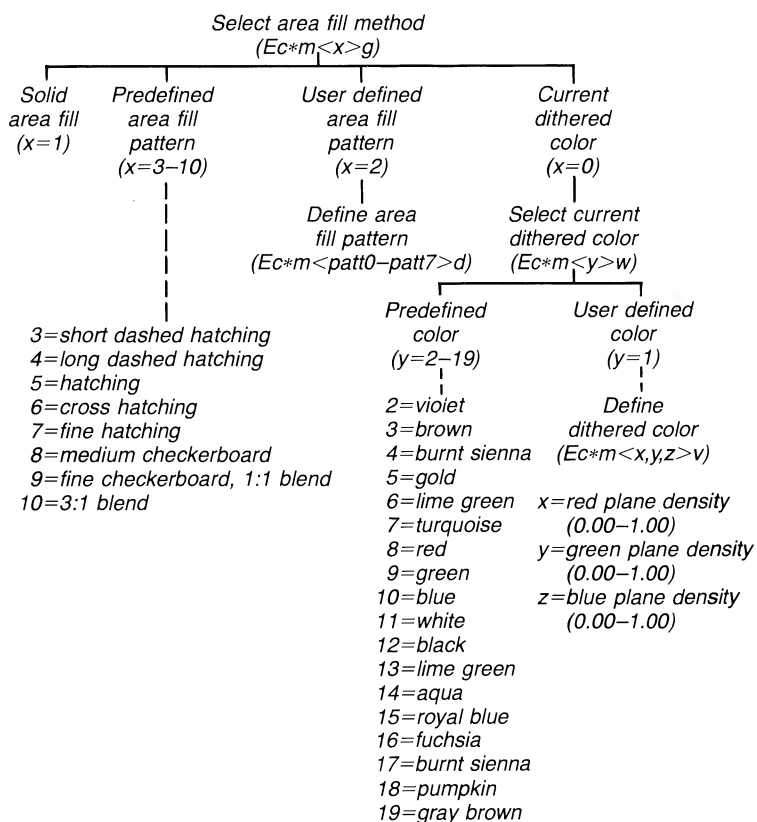 Select area fill method
(Ec*m<x>g)
Solid
area fill
(x=1)
Predefined
area fill
pattern
(x=3–10)
User defined
area fill
pattern
(x=2)
Current
dithered
color
(x=0)
Define area
fill pattern
(Ec*m<patt0–patt7>d)
Select current
dithered color
(Ec*m<y>w)
3=short dashed hatching
4=long dashed hatching
5=hatching
6=cross hatching
7=fine hatching
8=medium checkerboard
9=fine checkerboard, 1:1 blend
10=3:1 blend
Predefined
color
(y=2–19)
2=violet
3=brown
4=burnt sienna
5=gold
6=lime green
7=turquoise
8=red
9=green
10=blue
11=white
12=black
13=lime green
14=aqua
15=royal blue
16=fuchsia
17=burnt sienna
18=pumpkin
19=gray brown
User defined
color
(y=1)
Define
dithered color
(Ec*m<x,y,z>v)
x=red plane density
(0.00–1.00)
y=green plane density
(0.00–1.00)
z=blue plane density
(0.00–1.00)